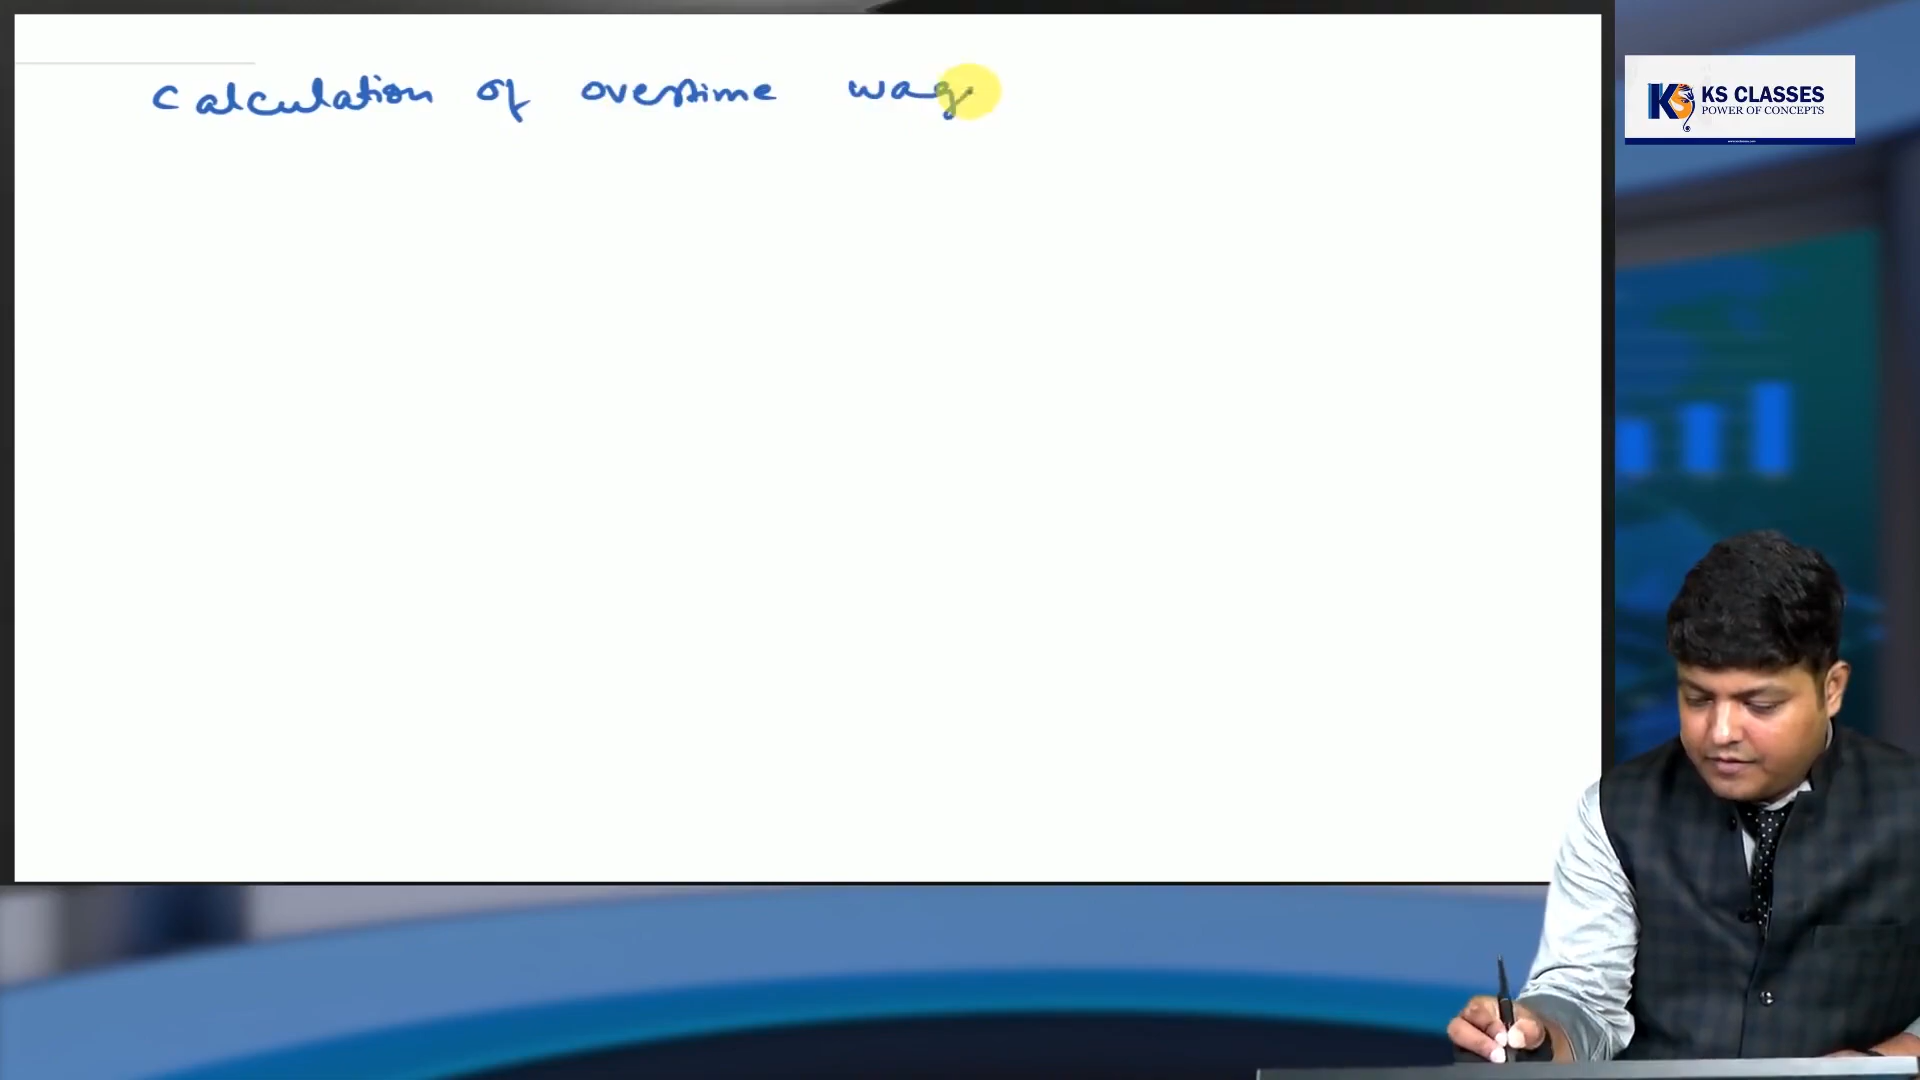 calculation of overtime wag
KS CLASSES
POWER OF CONCEPTS